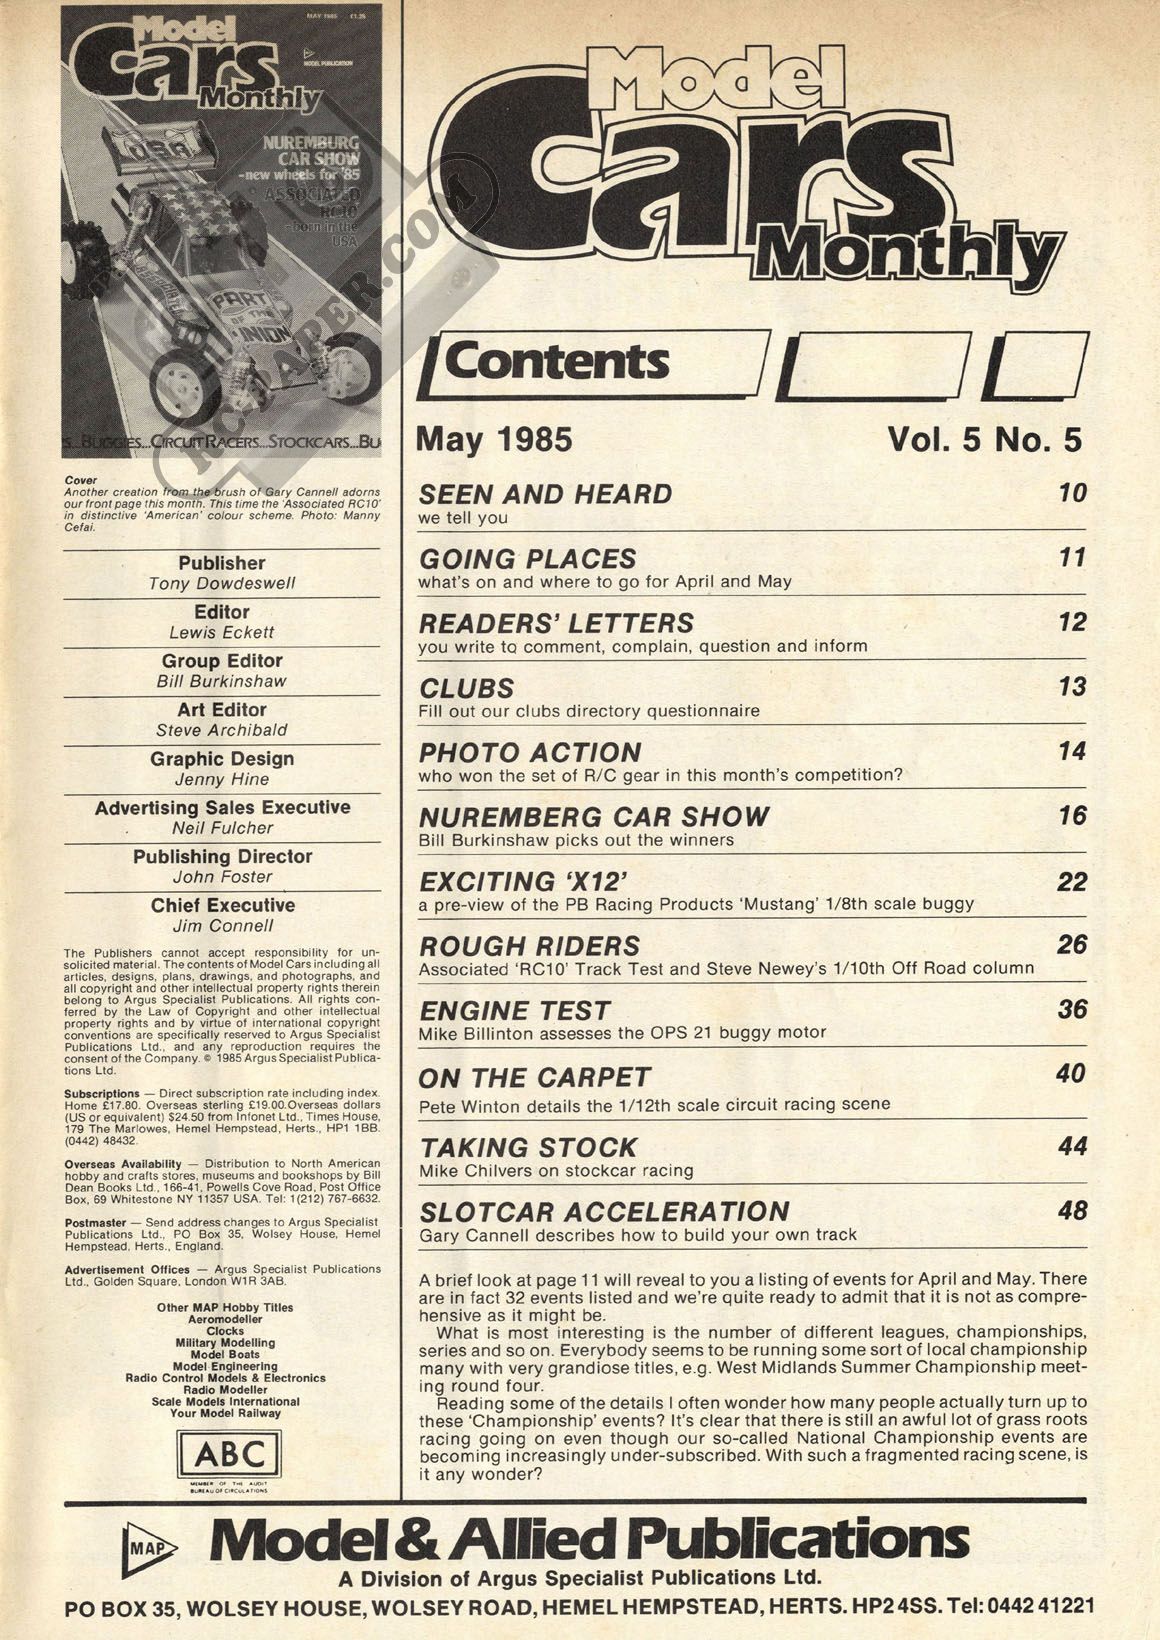 MAY 1985 £1.25
Model
Cars
Monthly
MODEL PUBLICATION
NUREMBURG
CAR SHOW
-new wheels for '85
ASSOCIATED
RC10
-born in the
USA
USA
PART
OF THE
UNION
S...BUGGIES...CIRCUIT RACERS...STOCKCARS...BU
Cover
Another creation from the brush of Gary Cannell adorns
our front page this month. This time the 'Associated RC10'
in distinctive 'American' colour scheme. Photo: Manny
Cefai.
Publisher
Tony Dowdeswell
Editor
Lewis Eckett
Group Editor
Bill Burkinshaw
Art Editor
Steve Archibald
Graphic Design
Jenny Hine
Advertising Sales Executive
Neil Fulcher
Publishing Director
John Foster
Chief Executive
Jim Connell
The Publishers cannot accept responsibility for un-
solicited material. The contents of Model Cars including all
articles, designs, plans, drawings, and photographs, and
all copyright and other intellectual property rights therein
belong to Argus Specialist Publications. All rights con-
ferred by the Law of Copyright and other intellectual
property rights and by virtue of international copyright
conventions are specifically reserved to Argus Specialist
Publications Ltd., and any reproduction requires the
consent of the Company. © 1985 Argus Specialist Publica-
tions Ltd.
Subscriptions — Direct subscription rate including index.
Home £17.80. Overseas sterling £19.00.Overseas dollars
(US or equivalent) $24.50 from Infonet Ltd., Times House,
179 The Marlowes, Hemel Hempstead, Herts., HP1 1BB.
(0442) 48432.
Overseas Availability — Distribution to North American
hobby and crafts stores, museums and bookshops by Bill
Dean Books Ltd., 166-41, Powells Cove Road, Post Office
Box, 69 Whitestone NY 11357 USA. Tel: 1(212) 767-6632.
Postmaster — Send address changes to Argus Specialist
Publications Ltd., PO Box 35, Wolsey House, Hemel
Hempstead, Herts., England.
Advertisement Offices — Argus Specialist Publications
Ltd., Golden Square, London W1R 3AB.
Other MAP Hobby Titles
Aeromodeller
Clocks
Military Modelling
Model Boats
Model Engineering
Radio Control Models & Electronics
Radio Modeller
Scale Models International
Your Model Railway
ABC
MEMBER OF THE AUDIT
BUREAU OF CIRCULATIONS
Model
Cars
Monthly
Contents
May 1985 Vol. 5 No. 5
SEEN AND HEARD 10
we tell you
GOING PLACES 11
what's on and where to go for April and May
READERS' LETTERS 12
you write to comment, complain, question and inform
CLUBS 13
Fill out our clubs directory questionnaire
PHOTO ACTION 14
who won the set of R/C gear in this month's competition?
NUREMBERG CAR SHOW 16
Bill Burkinshaw picks out the winners
EXCITING 'X12' 22
a pre-view of the PB Racing Products 'Mustang' 1/8th scale buggy
ROUGH RIDERS 26
Associated 'RC10' Track Test and Steve Newey's 1/10th Off Road column
ENGINE TEST 36
Mike Billinton assesses the OPS 21 buggy motor
ON THE CARPET 40
Pete Winton details the 1/12th scale circuit racing scene
TAKING STOCK 44
Mike Chilvers on stockcar racing
SLOTCAR ACCELERATION 48
Gary Cannell describes how to build your own track
A brief look at page 11 will reveal to you a listing of events for April and May. There
are in fact 32 events listed and we're quite ready to admit that it is not as compre-
hensive as it might be.
What is most interesting is the number of different leagues, championships,
series and so on. Everybody seems to be running some sort of local championship
many with very grandiose titles, e.g. West Midlands Summer Championship meet-
ing round four.
Reading some of the details I often wonder how many people actually turn up to
these 'Championship' events? It's clear that there is still an awful lot of grass roots
racing going on even though our so-called National Championship events are
becoming increasingly under-subscribed. With such a fragmented racing scene, is
it any wonder?
MAP
Model & Allied Publications
A Division of Argus Specialist Publications Ltd.
PO BOX 35, WOLSEY HOUSE, WOLSEY ROAD, HEMEL HEMPSTEAD, HERTS. HP2 4SS. Tel: 0442 41221